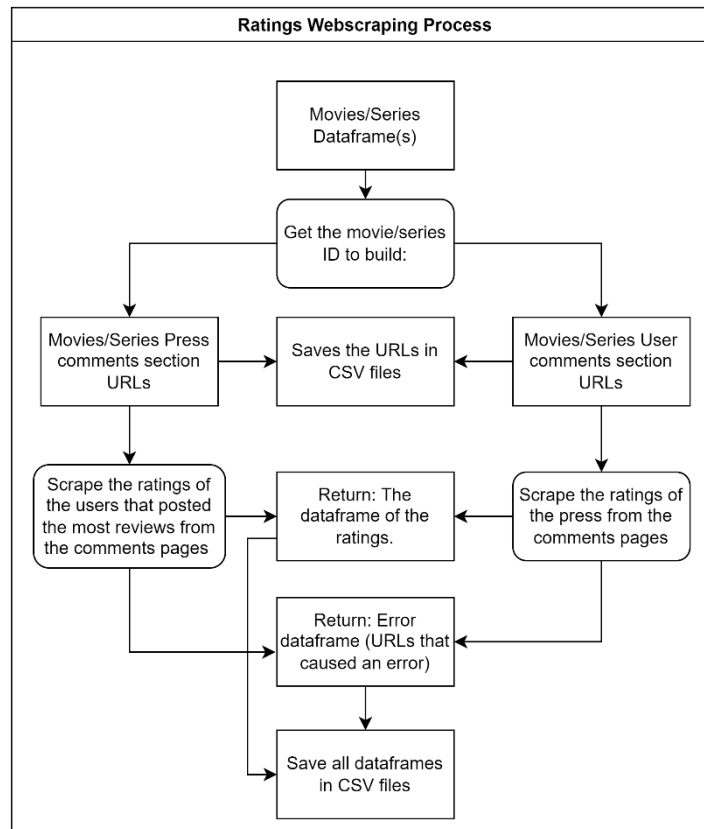 Ratings Webscraping Process
Movies/Series
Dataframe(s)
Get the movie/series
ID to build:
Movies/Series Press
comments section
URLs
Saves the URLs in
CSV files
Movies/Series User
comments section
URLs
Scrape the ratings of
the users that posted
the most reviews from
the comments pages
Return: The
dataframe of the
ratings.
Scrape the ratings of
the press from the
comments pages
Return: Error
dataframe (URLs that
caused an error)
Save all dataframes
in CSV files